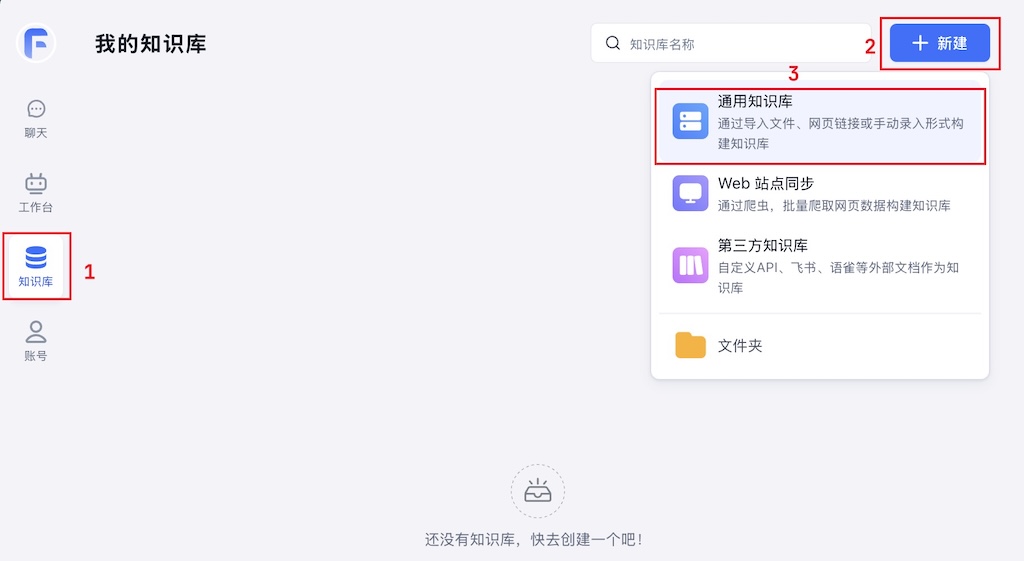 我的知识库
知识库名称
2
新建
3
聊天
工作台
1
知识库
账号
通用知识库
通过导入文件、网页链接或手动录入形式构
建知识库
Web 站点同步
通过爬虫，批量爬取网页数据构建知识库
第三方知识库
自定义API、飞书、语雀等外部文档作为知
识库
文件夹
还没有知识库，快去创建一个吧！